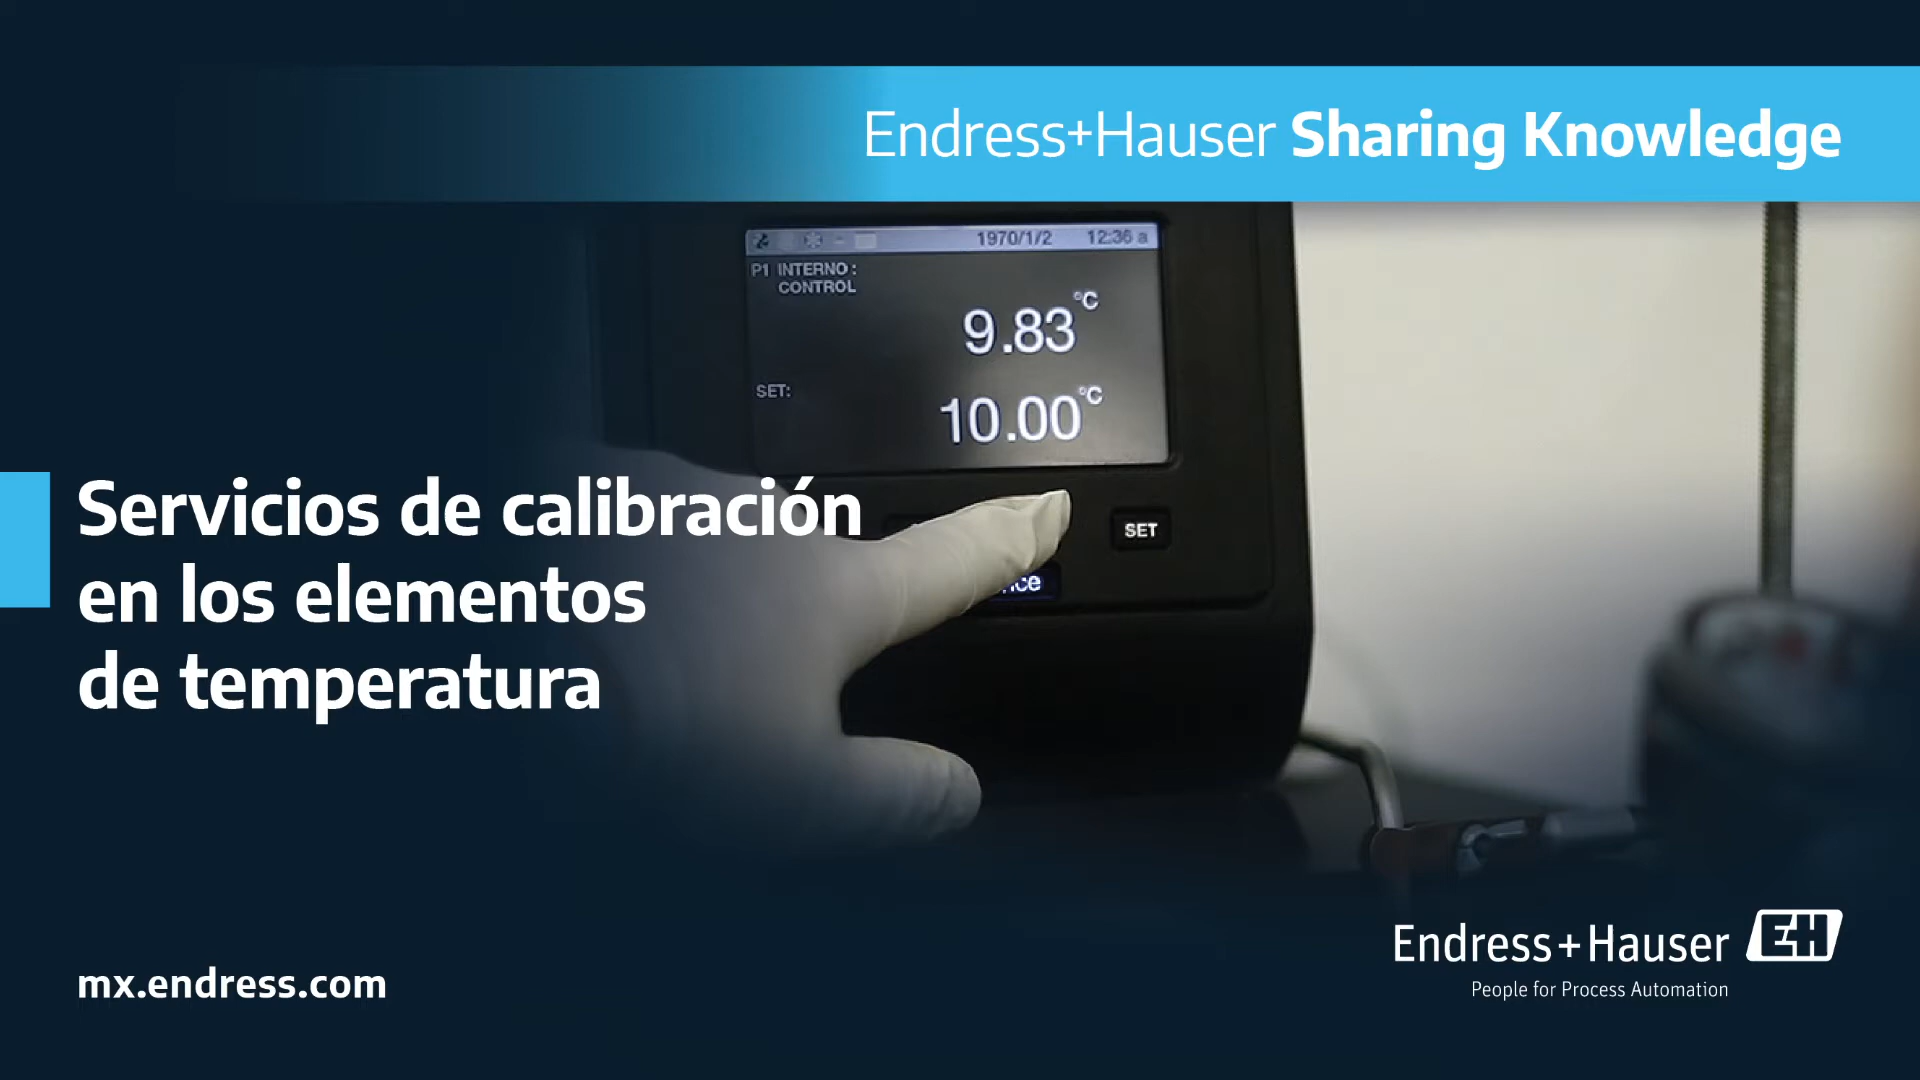 Endress+Hauser Sharing Knowledge
1970/1/2 12:36 a
P1 INTERNO:
CONTROL
9.83 °C
SET:
10.00 °C
SET
Servicios de calibración
en los elementos
de temperatura
mx.endress.com
Endress+Hauser EH
People for Process Automation